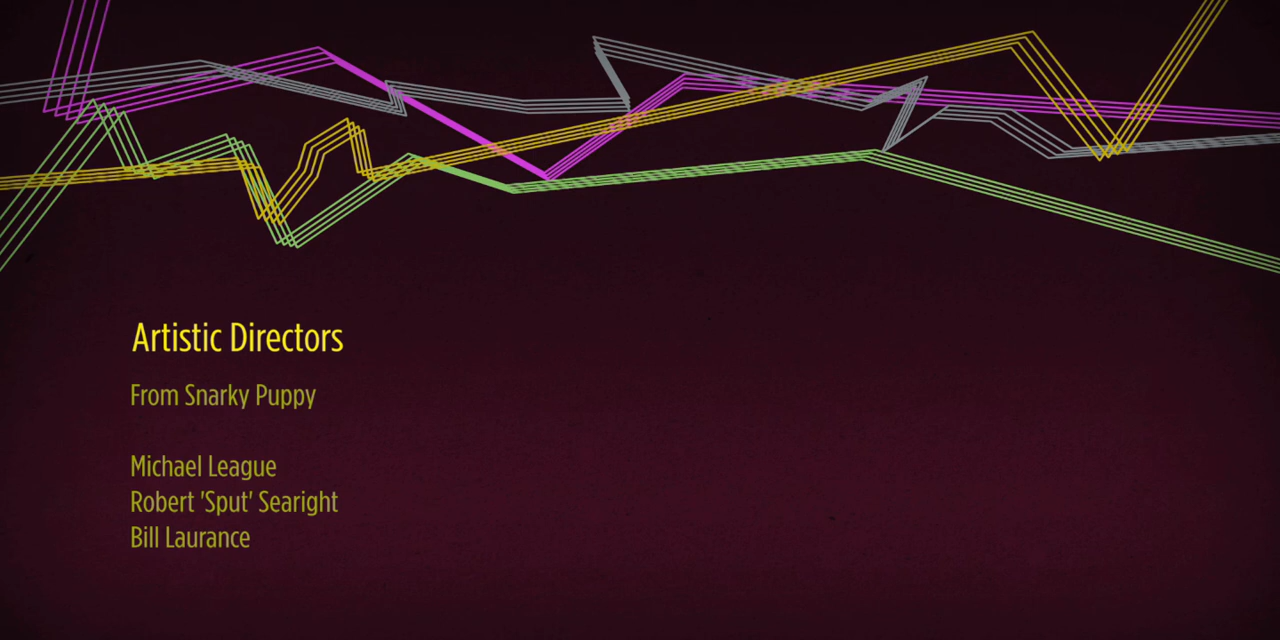 Artistic Directors
From Snarky Puppy
Michael League
Robert 'Sput' Searight
Bill Laurance